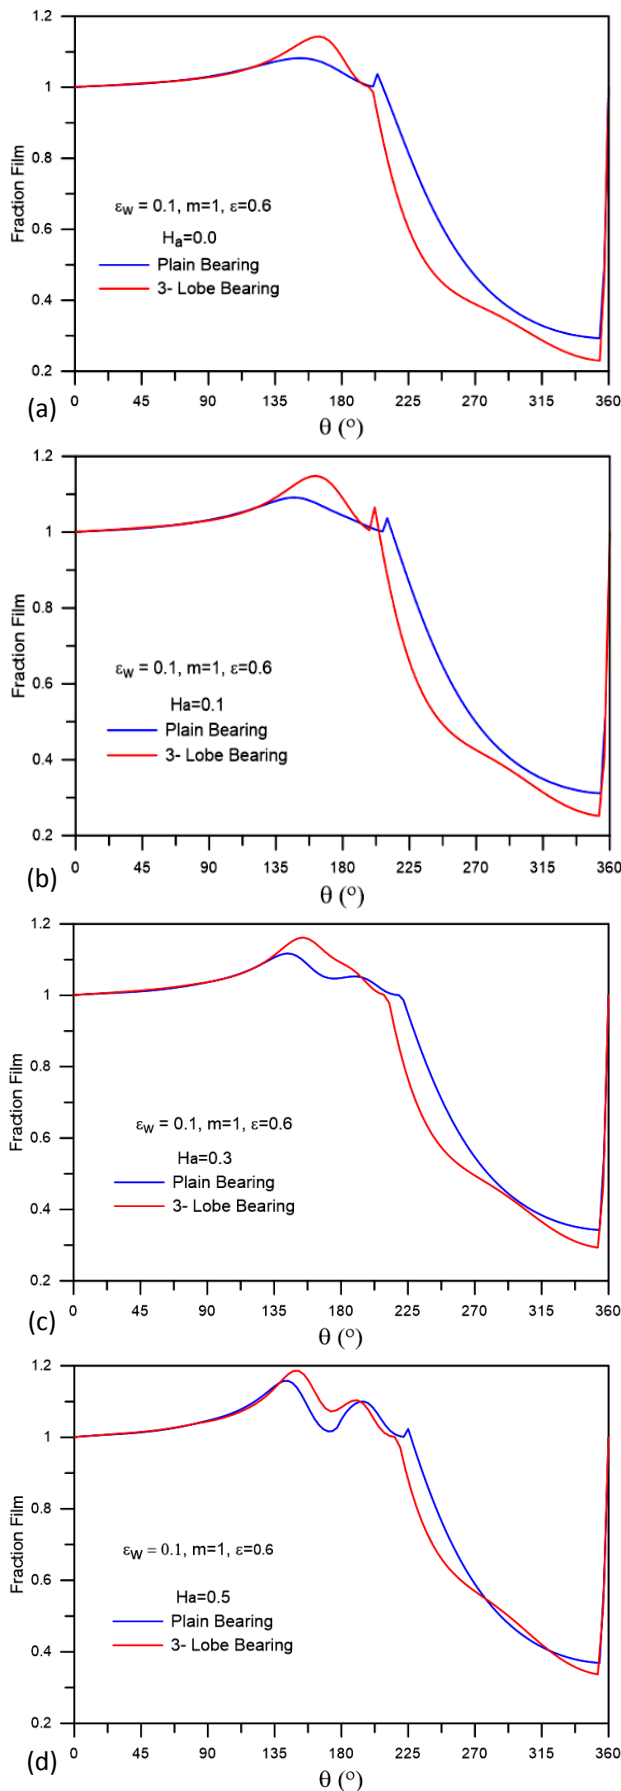 1.2
1
0.8
0.6
0.4
0.2
Fraction Film
εw = 0.1, m=1, ε=0.6
Ha=0.0
Plain Bearing
3- Lobe Bearing
0 45 90 135 180 225 270 315 360
θ (°)
(a)
1.2
1
0.8
0.6
0.4
0.2
Fraction Film
εw = 0.1, m=1, ε=0.6
Ha=0.1
Plain Bearing
3- Lobe Bearing
0 45 90 135 180 225 270 315 360
θ (°)
(b)
1.2
1
0.8
0.6
0.4
0.2
Fraction Film
εw = 0.1, m=1, ε=0.6
Ha=0.3
Plain Bearing
3- Lobe Bearing
0 45 90 135 180 225 270 315 360
θ (°)
(c)
1.2
1
0.8
0.6
0.4
0.2
Fraction Film
εw = 0.1, m=1, ε=0.6
Ha=0.5
Plain Bearing
3- Lobe Bearing
0 45 90 135 180 225 270 315 360
θ (°)
(d)